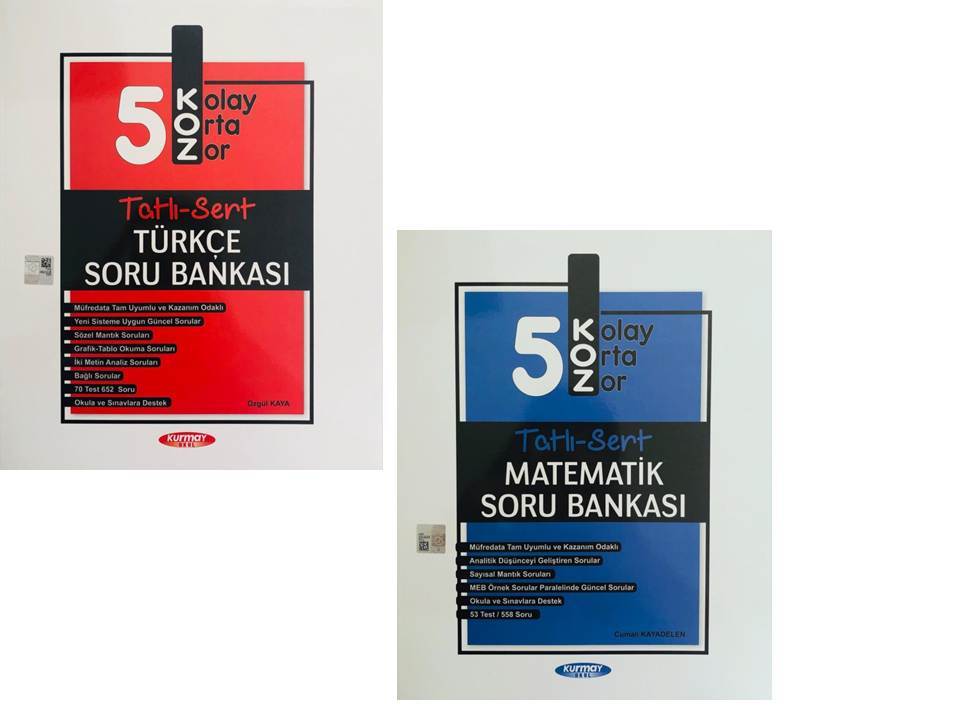 5 KOZ
Kolay
Orta
Zor
Tatlı-Sert
TÜRKÇE
SORU BANKASI
Müfredata Tam Uyumlu ve Kazanım Odaklı
Yeni Sisteme Uygun Güncel Sorular
Sözel Mantık Soruları
Grafik-Tablo Okuma Soruları
İki Metin Analiz Soruları
Bağlı Sorular
70 Test 652 Soru
Okula ve Sınavlara Destek
Özgül KAYA
KURMAY
OKUL
5 KOZ
Kolay
Orta
Zor
Tatlı-Sert
MATEMATİK
SORU BANKASI
Müfredata Tam Uyumlu ve Kazanım Odaklı
Analitik Düşünceyi Geliştiren Sorular
Sayısal Mantık Soruları
MEB Örnek Sorular Paralelinde Güncel Sorular
Okula ve Sınavlara Destek
53 Test / 558 Soru
Cumali KAYADELEN
KURMAY
OKUL